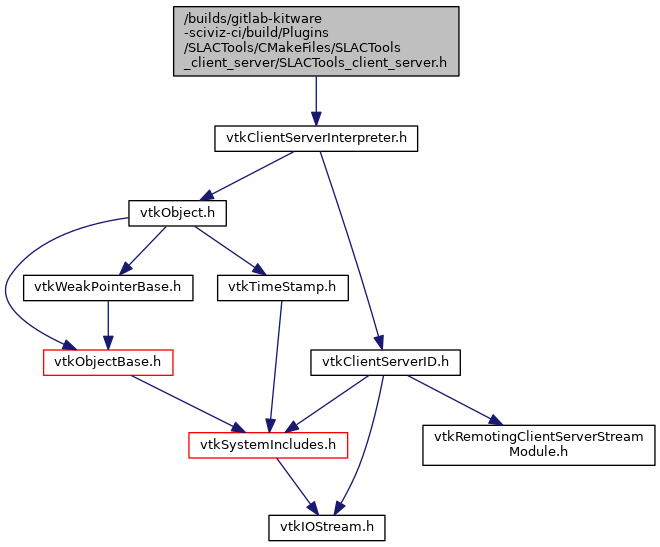 /builds/gitlab-kitware
-sciviz-ci/build/Plugins
/SLACTools/CMakeFiles/SLACTools
_client_server/SLACTools_client_server.h
vtkClientServerInterpreter.h
vtkObject.h
vtkWeakPointerBase.h
vtkTimeStamp.h
vtkObjectBase.h
vtkClientServerID.h
vtkSystemIncludes.h
vtkRemotingClientServerStream
Module.h
vtkIOStream.h